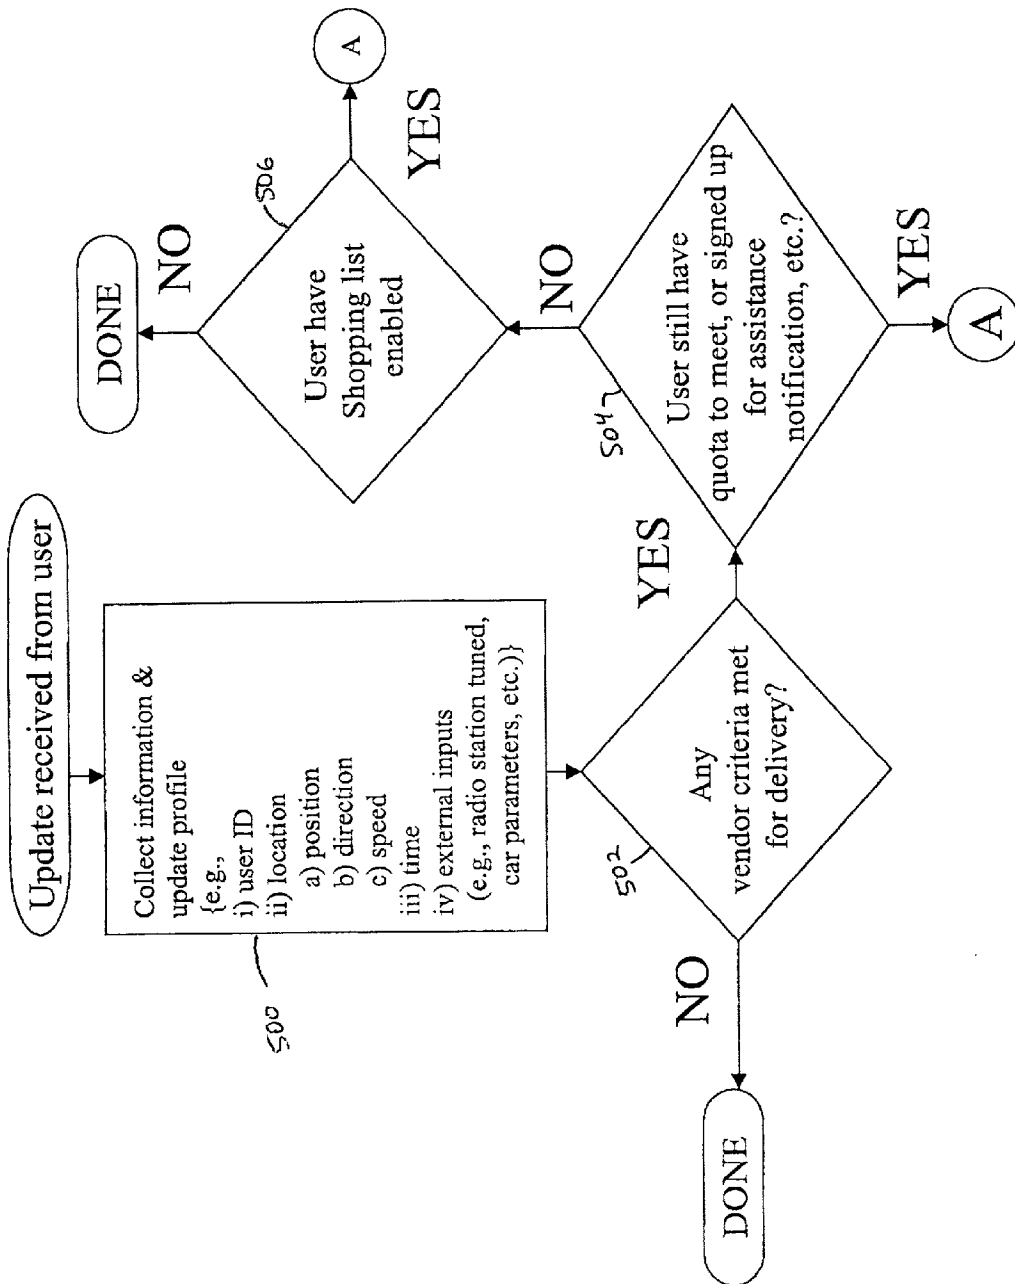 Update received from user
Collect information &
update profile
{e.g.,
i) user ID
ii) location
a) position
b) direction
c) speed
iii) time
iv) external inputs
(e.g., radio station tuned,
car parameters, etc.)}
500
Any
vendor criteria met
for delivery?
502
NO
DONE
YES
User still have
quota to meet, or signed up
for assistance
notification, etc.?
504
YES
A
NO
User have
Shopping list
enabled
506
NO
DONE
YES
A